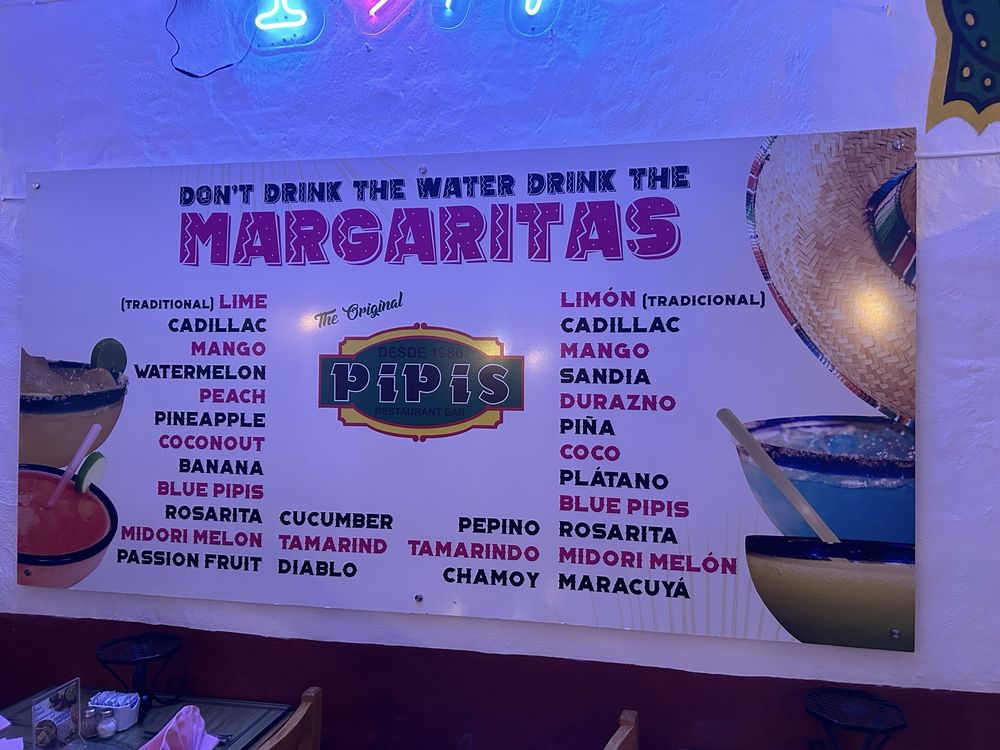 DON'T DRINK THE WATER DRINK THE
MARGARITAS
(TRADITIONAL) LIME
CADILLAC
MANGO
WATERMELON
PEACH
PINEAPPLE
COCONOUT
BANANA
BLUE PIPIS
ROSARITA
MIDORI MELON
PASSION FRUIT
CUCUMBER
TAMARIND
DIABLO
The Original
DESDE 1986
PIPIS
RESTAURANT BAR
PEPINO
TAMARINDO
CHAMOY
LIMÓN (TRADICIONAL)
CADILLAC
MANGO
SANDIA
DURAZNO
PIÑA
COCO
PLÁTANO
BLUE PIPIS
ROSARITA
MIDORI MELÓN
MARACUYÁ